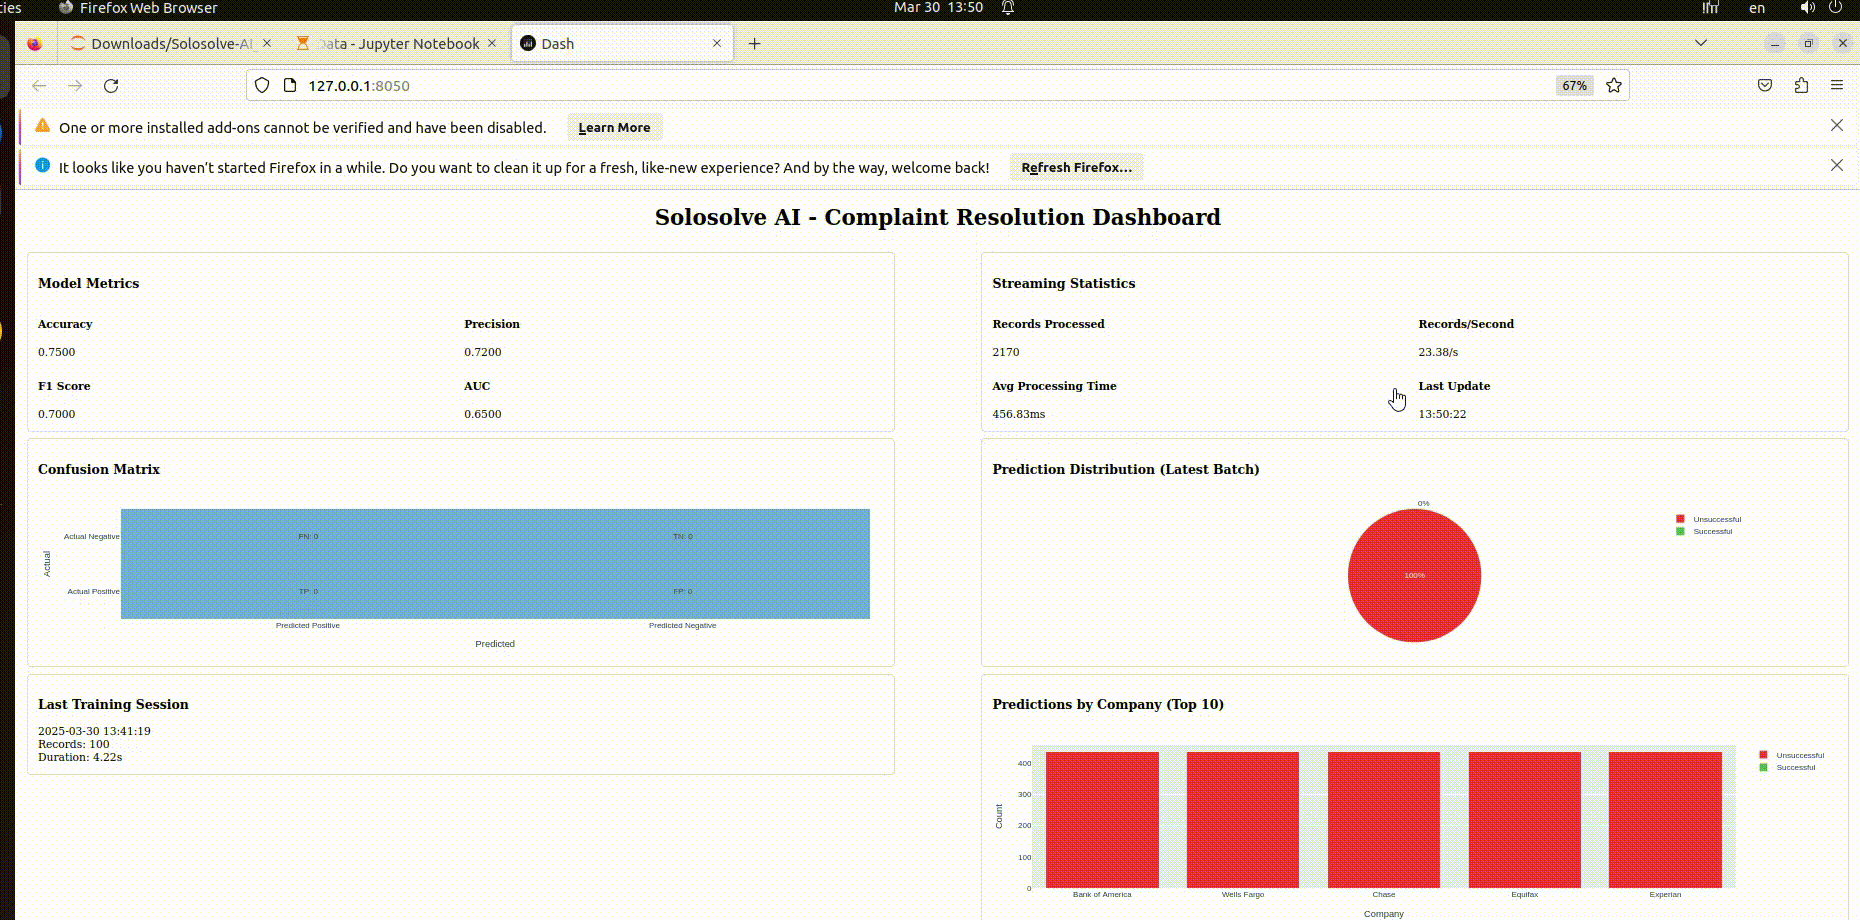 ties Firefox Web Browser Mar 30 13:50 en
Downloads/Solosolve-AI_ Data - Jupyter Notebook Dash
127.0.0.1:8050 67%
One or more installed add-ons cannot be verified and have been disabled. Learn More
It looks like you haven't started Firefox in a while. Do you want to clean it up for a fresh, like-new experience? And by the way, welcome back! Refresh Firefox...
Solosolve AI - Complaint Resolution Dashboard
Model Metrics
Accuracy Precision
0.7500 0.7200
F1 Score AUC
0.7000 0.6500
Streaming Statistics
Records Processed Records/Second
2170 23.38/s
Avg Processing Time Last Update
456.83ms 13:50:22
Confusion Matrix
Actual Negative FN: 0 TN: 0
Actual
Actual Positive TP: 0 FP: 0
Predicted Positive Predicted Negative
Predicted
Prediction Distribution (Latest Batch)
0%
100%
Unsuccessful
Successful
Last Training Session
2025-03-30 13:41:19
Records: 100
Duration: 4.22s
Predictions by Company (Top 10)
Unsuccessful
Successful
400
300
200
100
0
Count
Bank of America Wells Fargo Chase Equifax Experian
Company